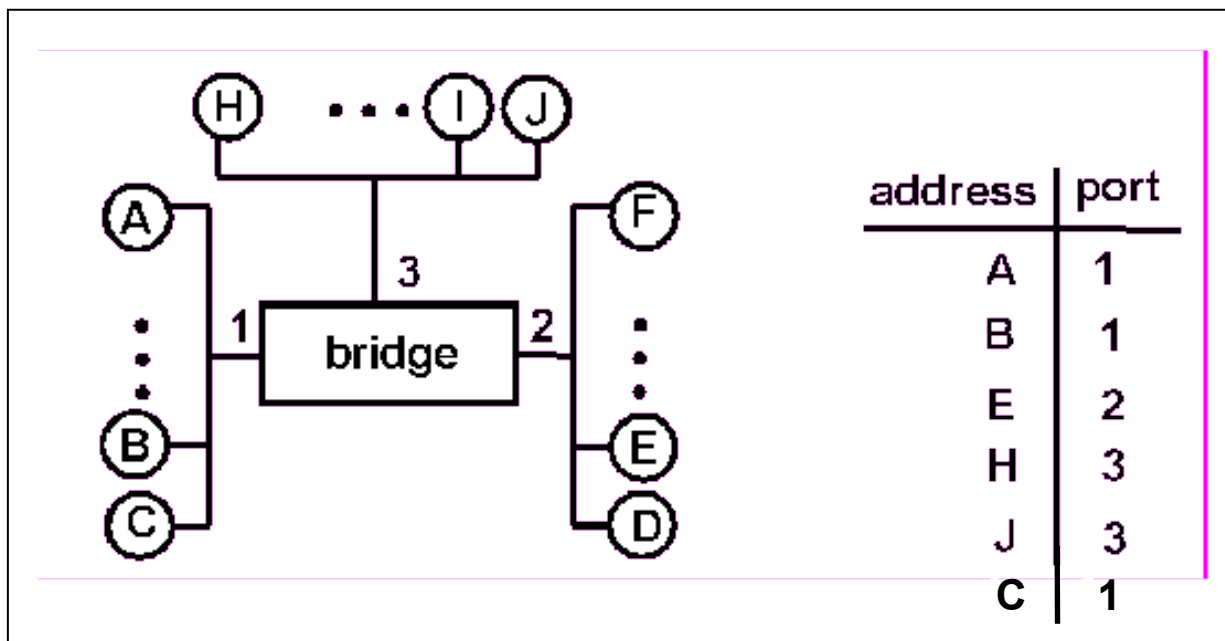 H I J
A F
3
1 bridge 2
B E
C D
address port
A 1
B 1
E 2
H 3
J 3
C 1